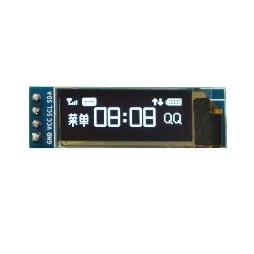 菜单 08:08 QQ
GND VCC SCL SDA